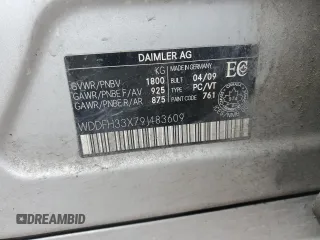 DAIMLER AG
MADE IN GERMANY
EC
KG
GVWR/PNBV 1800 BUILT 04/09
GAWR/PNBE F/AV 925 TYPE PC/VT
GAWR/PNBE R/AR 875 PAINT CODE 761
WDDFH33X79J483609
© DREAMBID